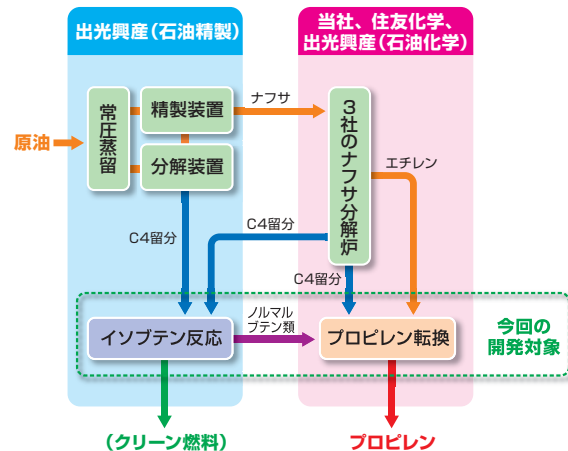 出光興産(石油精製)
当社、住友化学、
出光興産(石油化学)
原油
常圧蒸留
精製装置
分解装置
ナフサ
3社のナフサ分解炉
エチレン
C4留分
C4留分
C4留分
イソブテン反応
ノルマル
ブテン類
プロピレン転換
今回の
開発対象
(クリーン燃料)
プロピレン